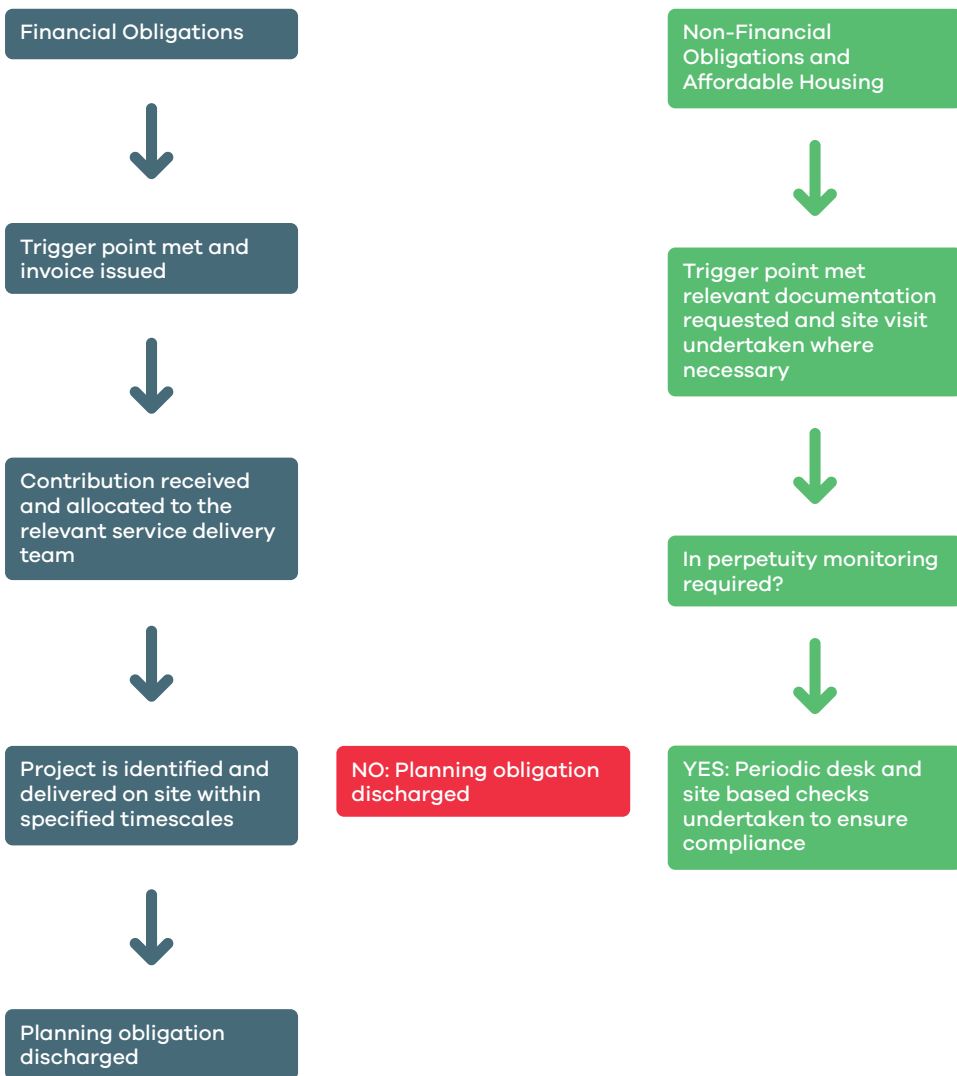 Financial Obligations
Trigger point met and
invoice issued
Contribution received
and allocated to the
relevant service delivery
team
Project is identified and
delivered on site within
specified timescales
Planning obligation
discharged
NO: Planning obligation
discharged
Non-Financial
Obligations and
Affordable Housing
Trigger point met
relevant documentation
requested and site visit
undertaken where
necessary
In perpetuity monitoring
required?
YES: Periodic desk and
site based checks
undertaken to ensure
compliance